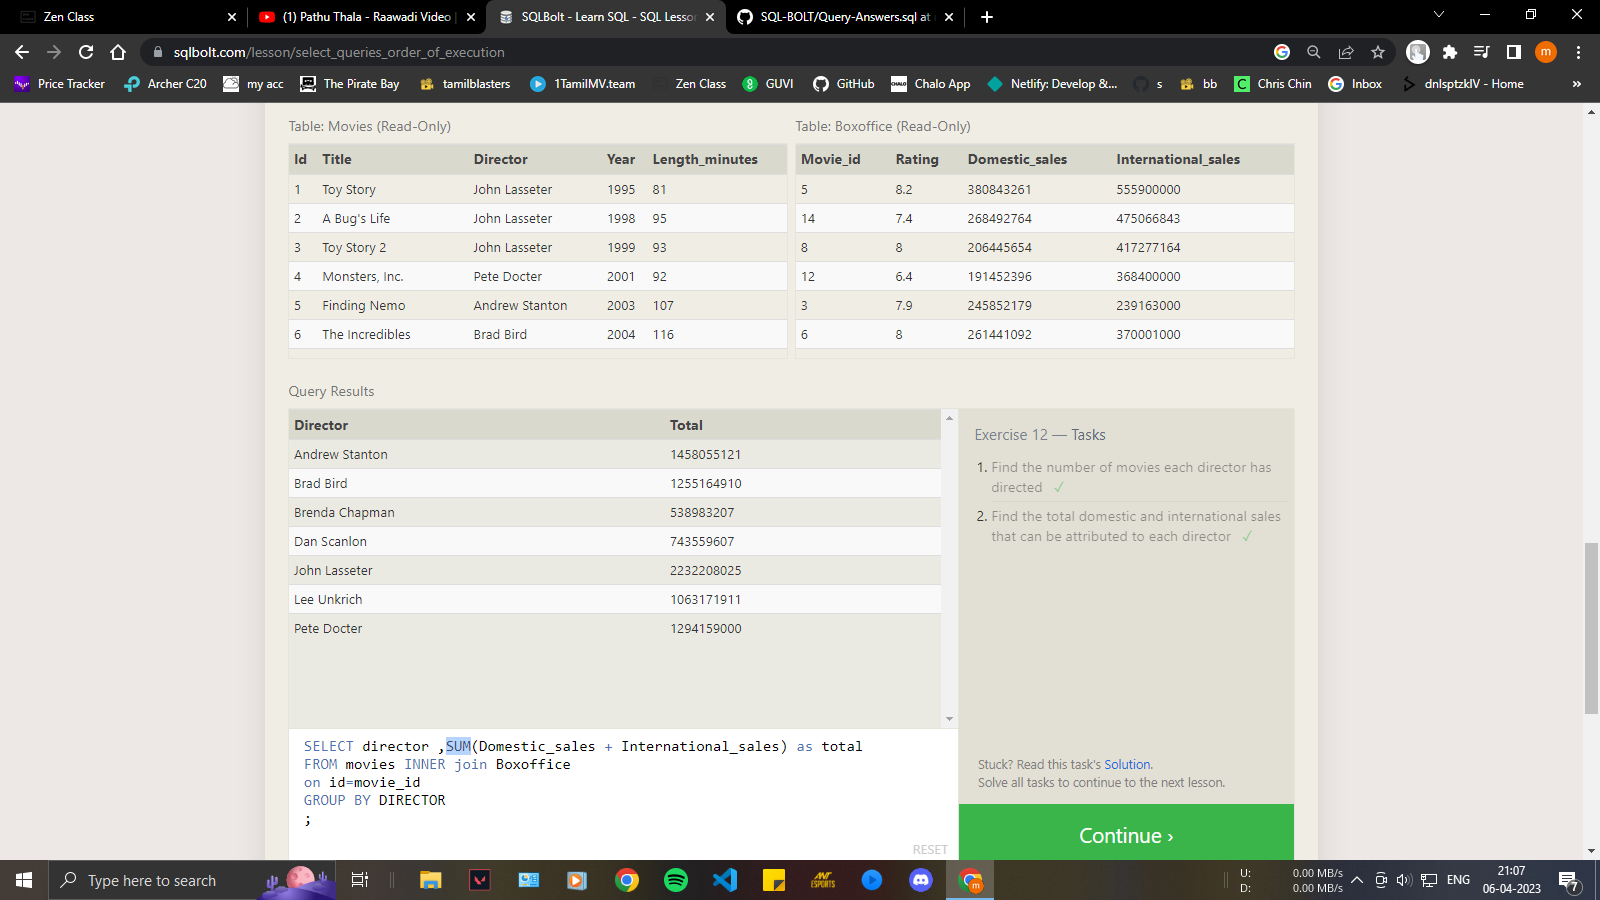 Zen Class
(1) Pathu Thala - Raawadi Video
SQLBolt - Learn SQL - SQL Lesson
SQL-BOLT/Query-Answers.sql at
sqlbolt.com/lesson/select_queries_order_of_execution
m
Price Tracker
Archer C20
my acc
The Pirate Bay
tamilblasters
1TamilMV.team
Zen Class
GUVI
GitHub
CHALO
Chalo App
Netlify: Develop &...
s
bb
Chris Chin
Inbox
dnlsptzklV - Home
»
Table: Movies (Read-Only)
Id Title Director Year Length_minutes
1 Toy Story John Lasseter 1995 81
2 A Bug's Life John Lasseter 1998 95
3 Toy Story 2 John Lasseter 1999 93
4 Monsters, Inc. Pete Docter 2001 92
5 Finding Nemo Andrew Stanton 2003 107
6 The Incredibles Brad Bird 2004 116
Table: Boxoffice (Read-Only)
Movie_id Rating Domestic_sales International_sales
5 8.2 380843261 555900000
14 7.4 268492764 475066843
8 8 206445654 417277164
12 6.4 191452396 368400000
3 7.9 245852179 239163000
6 8 261441092 370001000
Query Results
Director Total
Andrew Stanton 1458055121
Brad Bird 1255164910
Brenda Chapman 538983207
Dan Scanlon 743559607
John Lasseter 2232208025
Lee Unkrich 1063171911
Pete Docter 1294159000
Exercise 12 — Tasks
1. Find the number of movies each director has
directed ✓
2. Find the total domestic and international sales
that can be attributed to each director ✓
SELECT director ,SUM(Domestic_sales + International_sales) as total
FROM movies INNER join Boxoffice
on id=movie_id
GROUP BY DIRECTOR
;
RESET
Stuck? Read this task's Solution.
Solve all tasks to continue to the next lesson.
Continue ›
Type here to search
ESPORTS
m
U: 0.00 MB/s
D: 0.00 MB/s
ENG
21:07
06-04-2023
7